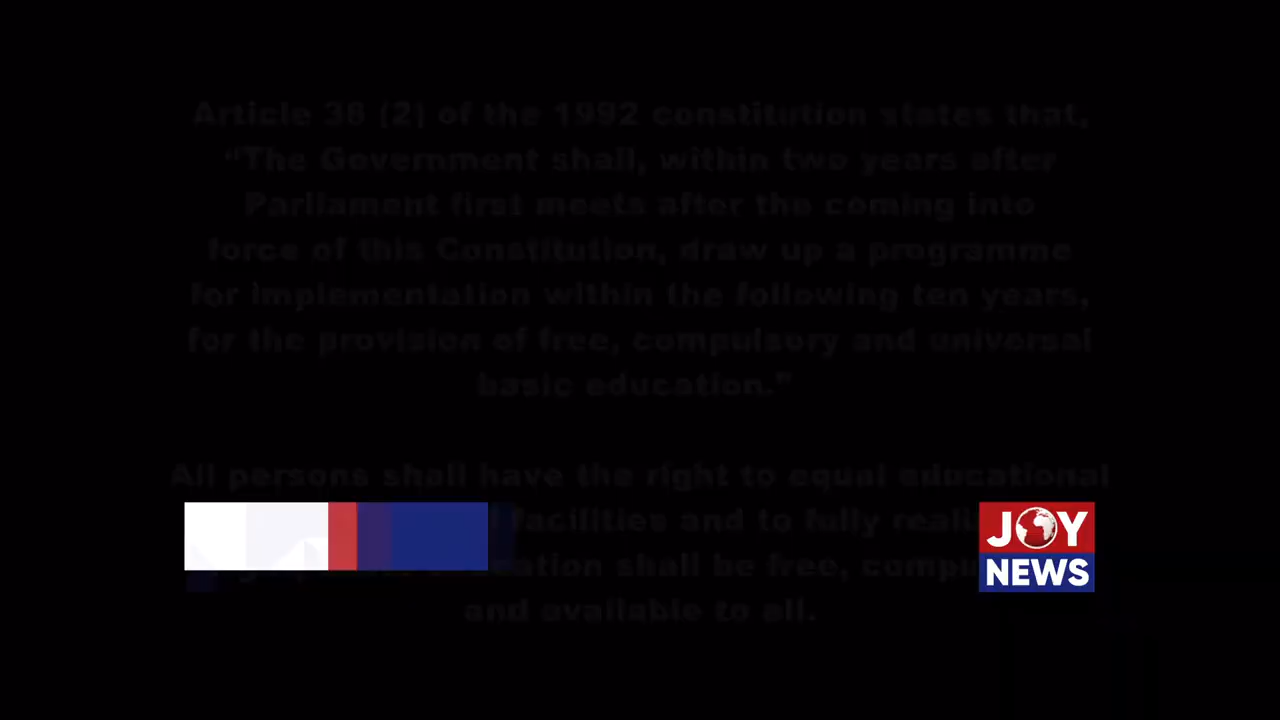 Article 38 (2) of the 1992 constitution states that,
"The Government shall, within two years after
Parliament first meets after the coming into
force of this Constitution, draw up a programme
for implementation within the following ten years,
for the provision of free, compulsory and universal
basic education."
All persons shall have the right to equal educational
facilities and to fully
shall be free,
and available to all.
JOY
NEWS